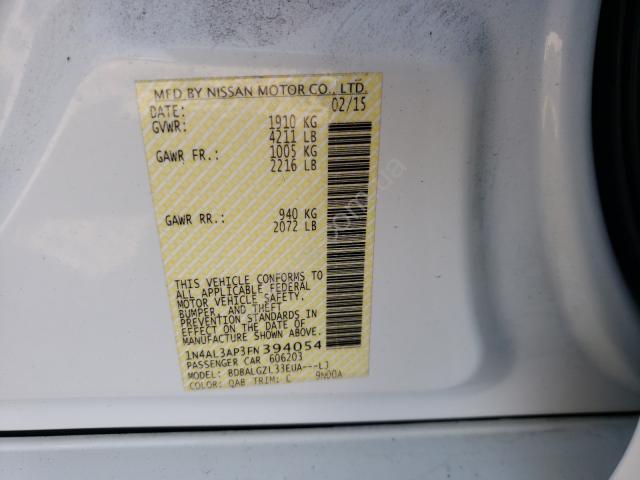 MFD BY NISSAN MOTOR CO., LTD.
DATE: 02/15
GVWR: 1910 KG
4211 LB
GAWR FR.: 1005 KG
2216 LB
GAWR RR.: 940 KG
2072 LB
THIS VEHICLE CONFORMS TO
ALL APPLICABLE FEDERAL
MOTOR VEHICLE SAFETY,
BUMPER, AND THEFT
PREVENTION STANDARDS IN
EFFECT ON THE DATE OF
MANUFACTURE SHOWN ABOVE.
1N4AL3AP3FN394054
PASSENGER CAR 606203
MODEL: BDBALGZL33EUA---LJ
COLOR: QAB TRIM: C 9N00A